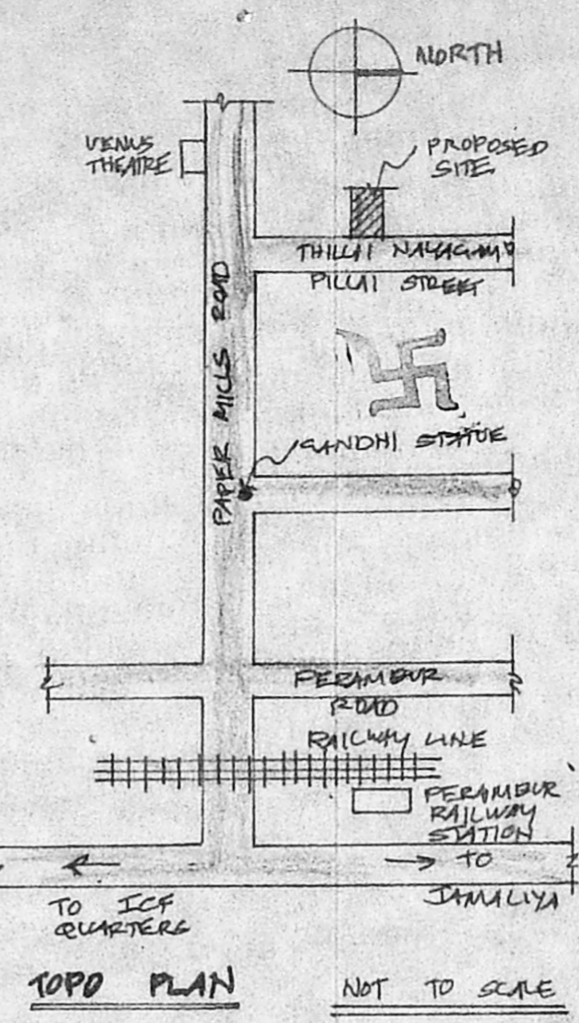 NORTH
VENUS
THEATRE
PROPOSED
SITE
THILLAI NAYAGAM
PILLAI STREET
PAPER MILLS ROAD
GANDHI STATUE
PERAMBUR
ROAD
RAILWAY LINE
PERAMBUR
RAILWAY
STATION
TO ICF
QUARTERS
TO
JAMALIYA
TOPO PLAN
NOT TO SCALE